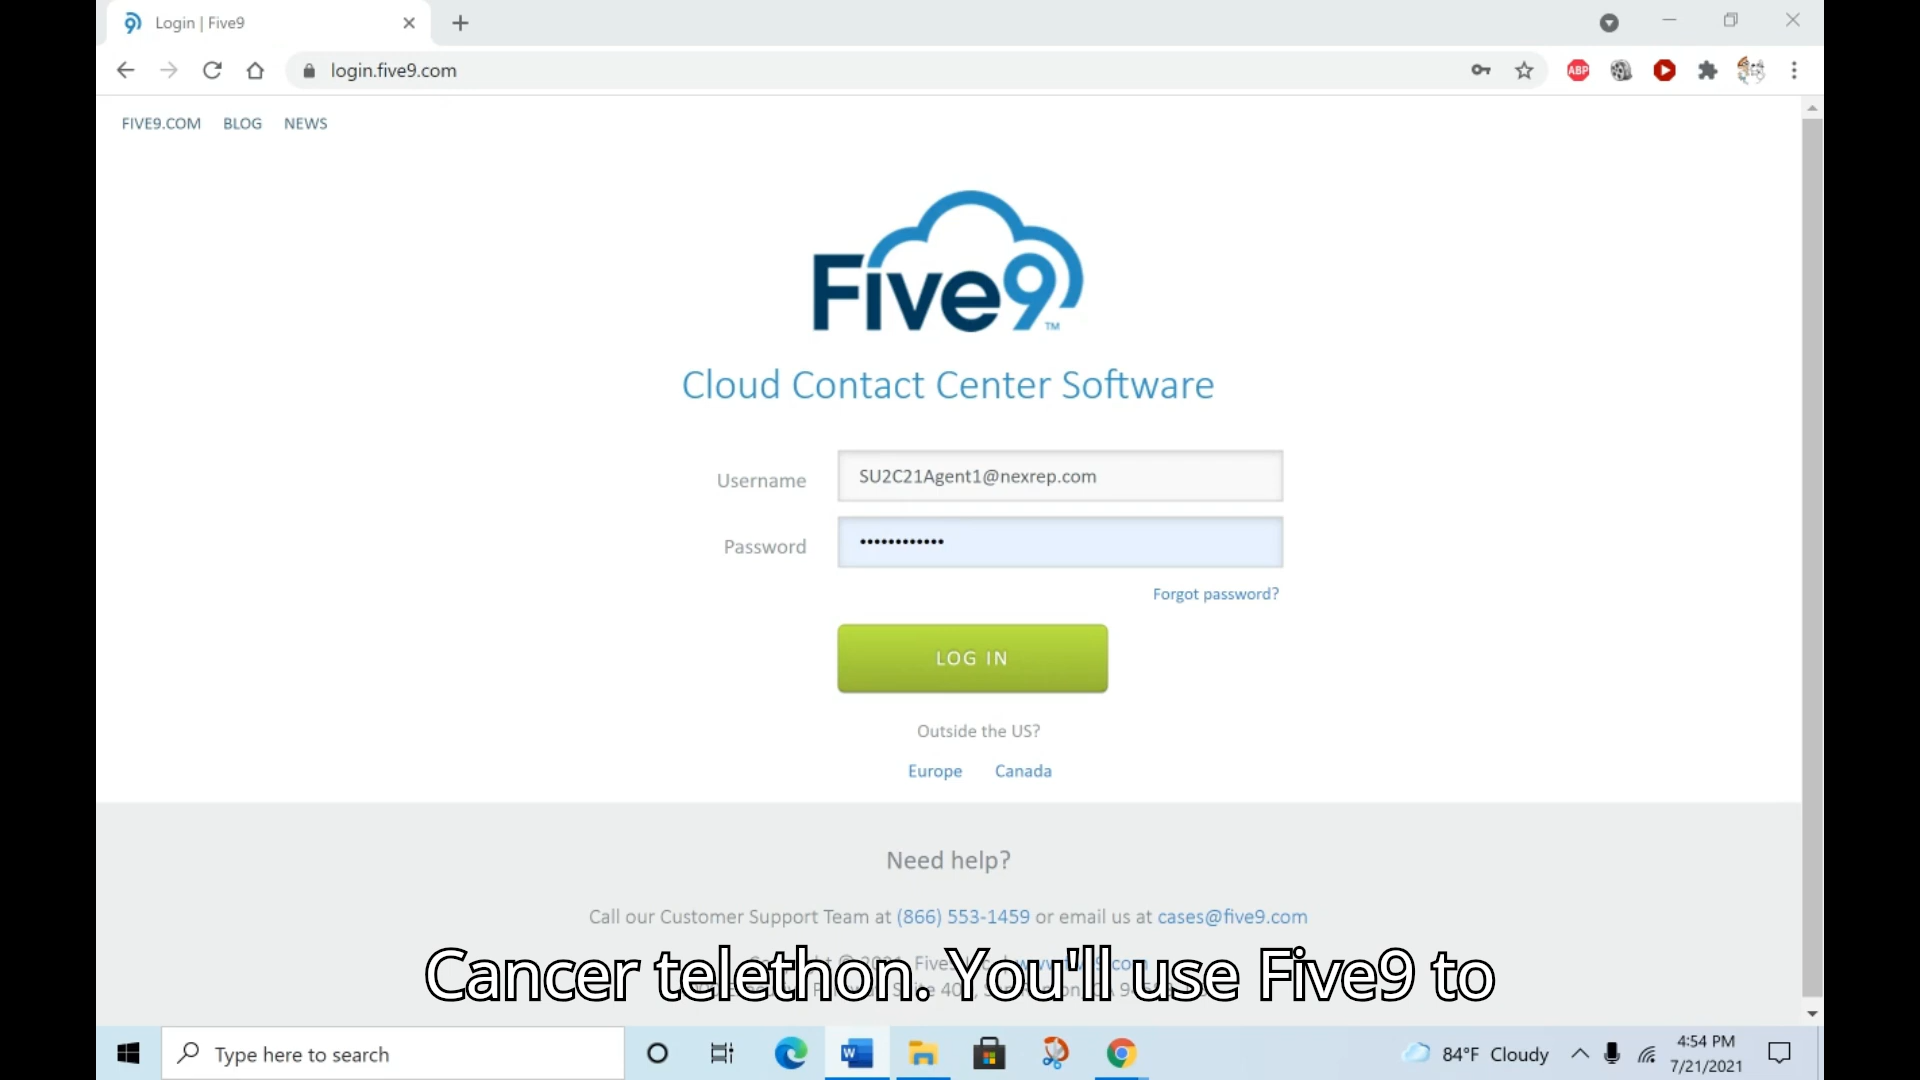 Login | Five9
login.five9.com
ABP
FIVE9.COM BLOG NEWS
Five9™
Cloud Contact Center Software
Username SU2C21Agent1@nexrep.com
Password ••••••••••••
Forgot password?
LOG IN
Outside the US?
Europe Canada
Need help?
Call our Customer Support Team at (866) 553-1459 or email us at cases@five9.com
Cancer telethon. You'll use Five9 to
Type here to search
84°F Cloudy
4:54 PM
7/21/2021